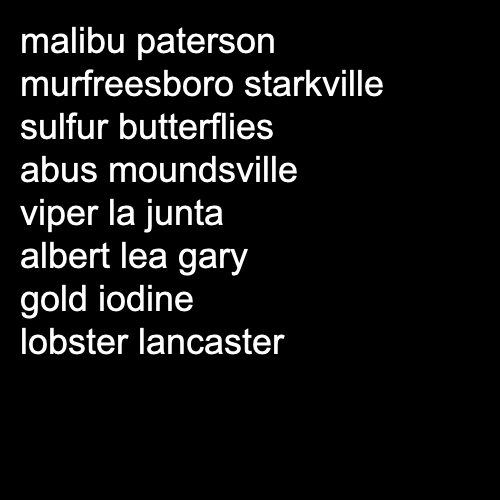 malibu paterson
murfreesboro starkville
sulfur butterflies
abus moundsville
viper la junta
albert lea gary
gold iodine
lobster lancaster